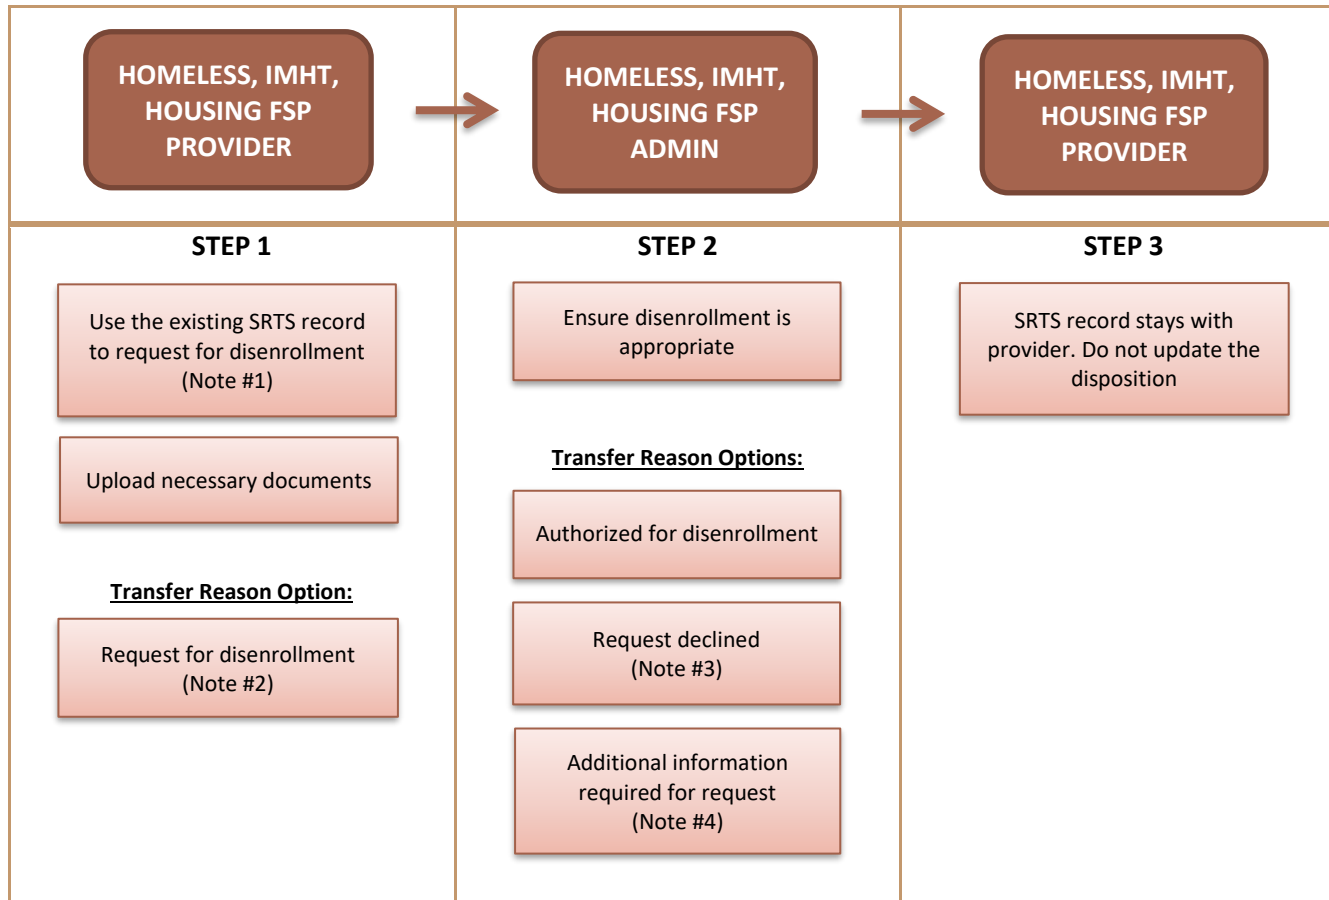 HOMELESS, IMHT,
HOUSING FSP
PROVIDER
HOMELESS, IMHT,
HOUSING FSP
ADMIN
HOMELESS, IMHT,
HOUSING FSP
PROVIDER
STEP 1
Use the existing SRTS record
to request for disenrollment
(Note #1)
Upload necessary documents
Transfer Reason Option:
Request for disenrollment
(Note #2)
STEP 2
Ensure disenrollment is
appropriate
Transfer Reason Options:
Authorized for disenrollment
Request declined
(Note #3)
Additional information
required for request
(Note #4)
STEP 3
SRTS record stays with
provider. Do not update the
disposition